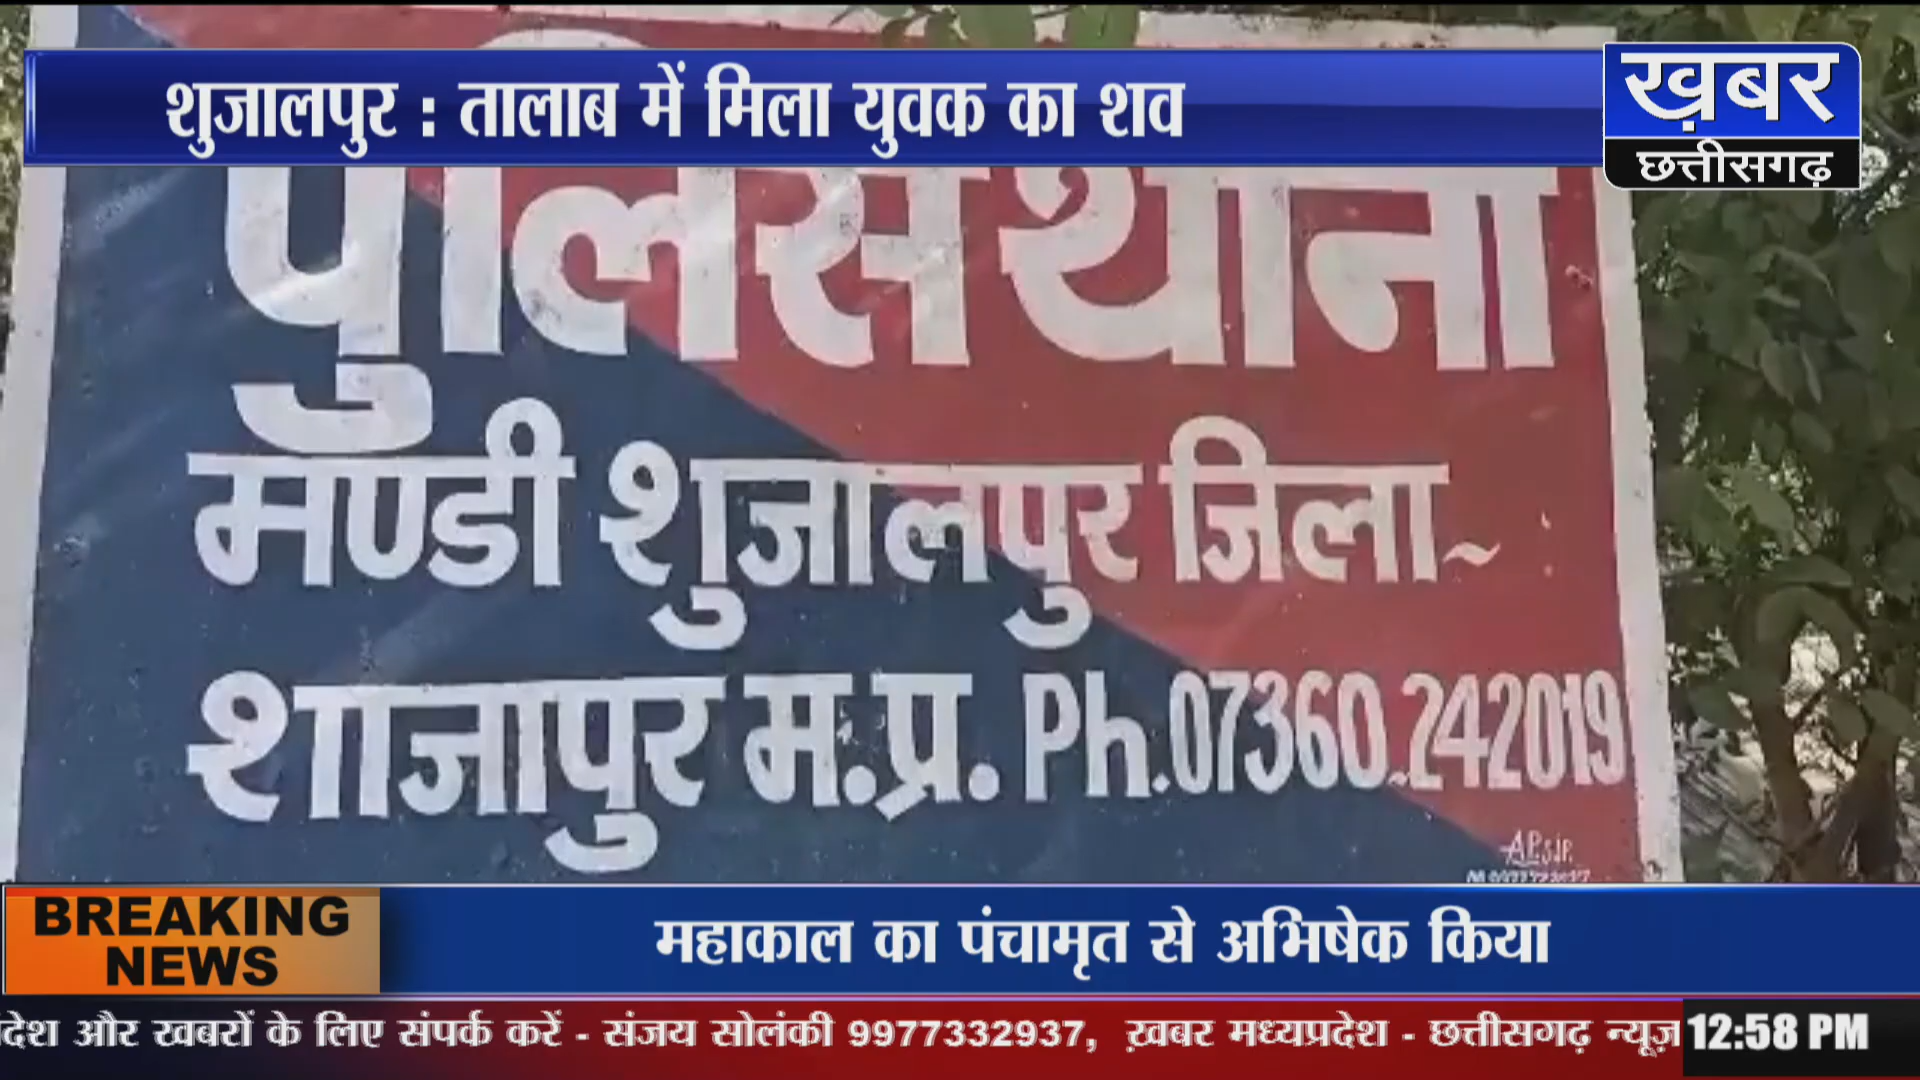 शुजालपुर : तालाब में मिला युवक का शव
ख़बर
छत्तीसगढ़
पुलिस थाना
मण्डी शुजालपुर जिला~
शाजापुर म.प्र. Ph.07360.242019
A.P.SJP.
BREAKING
NEWS
महाकाल का पंचामृत से अभिषेक किया
देश और खबरों के लिए संपर्क करें - संजय सोलंकी 9977332937, ख़बर मध्यप्रदेश - छत्तीसगढ़ न्यूज़
12:58 PM